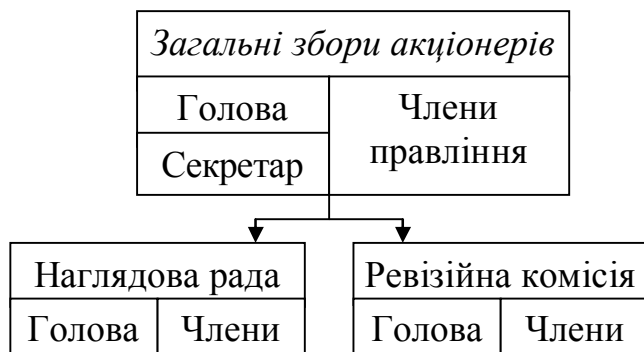 Загальні збори акціонерів
Голова
Секретар
Члени
правління
Наглядова рада
Голова
Члени
Ревізійна комісія
Голова
Члени